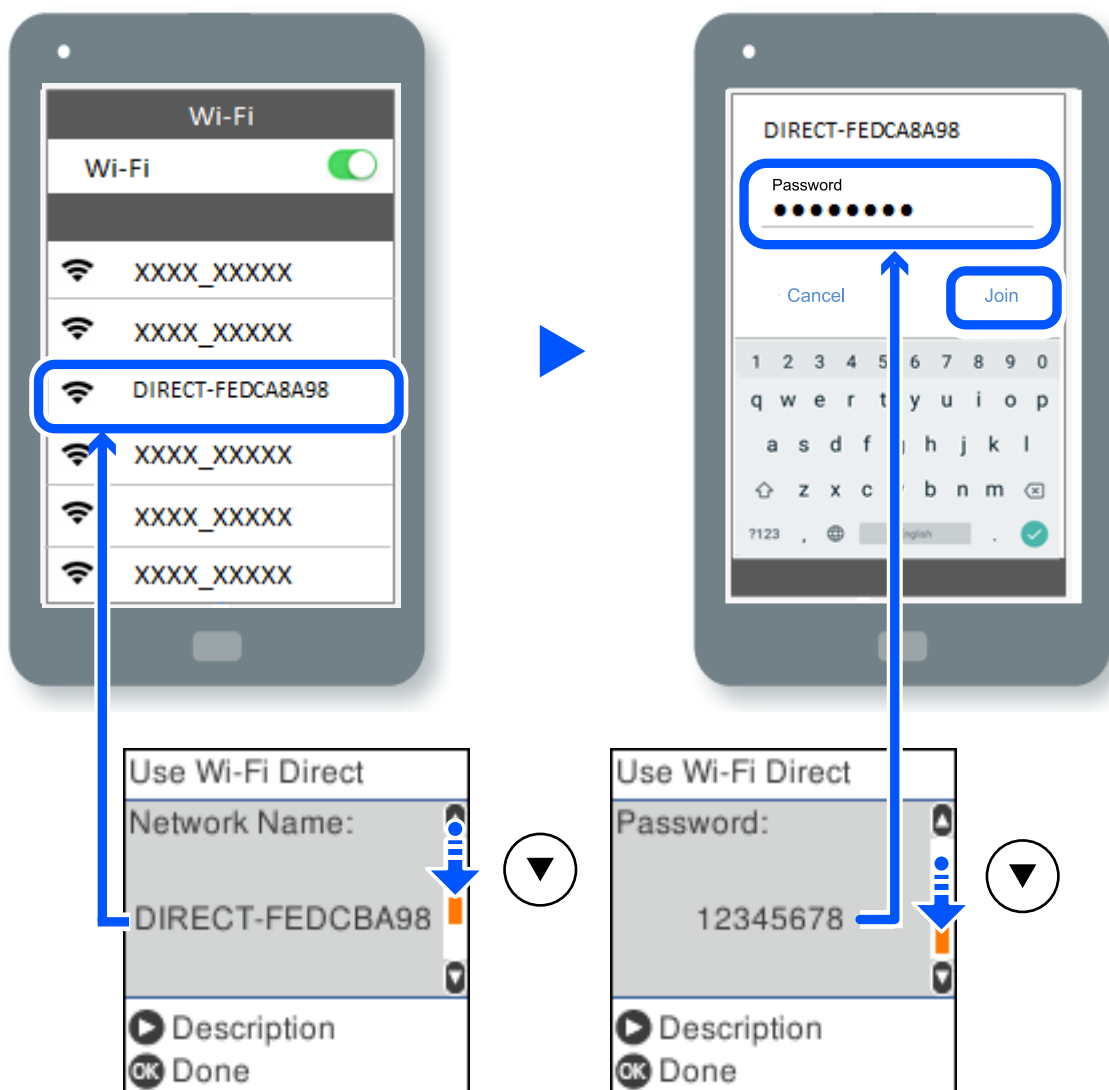 Wi-Fi
Wi-Fi
XXXX_XXXXX
XXXX_XXXXX
DIRECT-FEDCA8A98
XXXX_XXXXX
XXXX_XXXXX
XXXX_XXXXX
DIRECT-FEDCA8A98
Password
Cancel
Join
1 2 3 4 5 6 7 8 9 0
q w e r t y u i o p
a s d f h j k l
z x c b n m
?123 , .
Use Wi-Fi Direct
Network Name:
DIRECT-FEDCBA98
Description
OK Done
Use Wi-Fi Direct
Password:
12345678
Description
OK Done